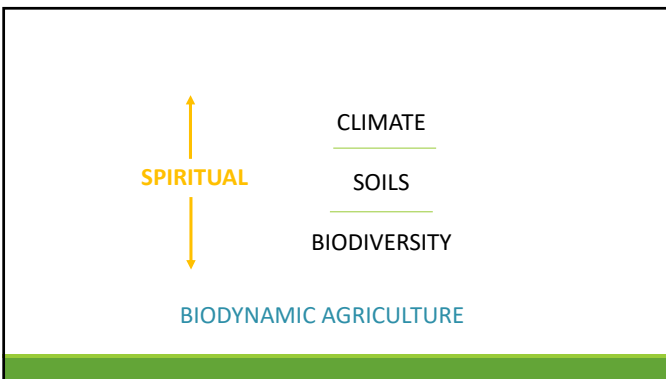 CLIMATE
SPIRITUAL
SOILS
BIODIVERSITY
BIODYNAMIC AGRICULTURE